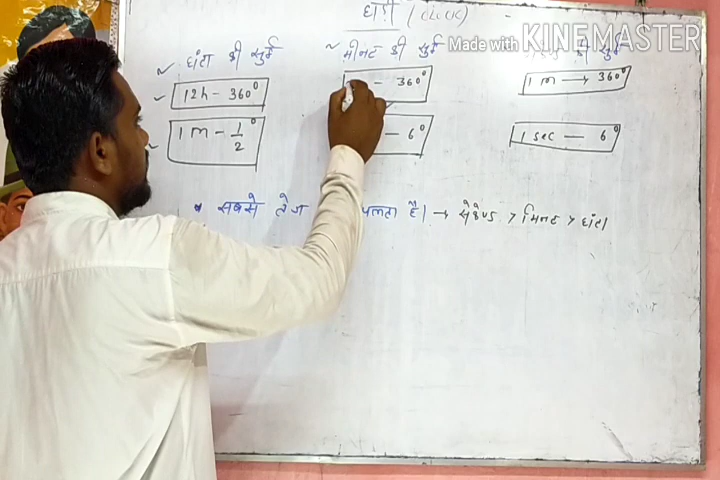 घड़ी (CLOCK)
Made with KINEMASTER
घंटा की सुई
मीनट की सुई
की सुई
12h - 360°
- 360°
1 m → 360°
1 m - 1/2°
- 6°
1 sec — 6°
• सबसे तेज चलता है। → सेकेण्ड > मिनट > घंटा